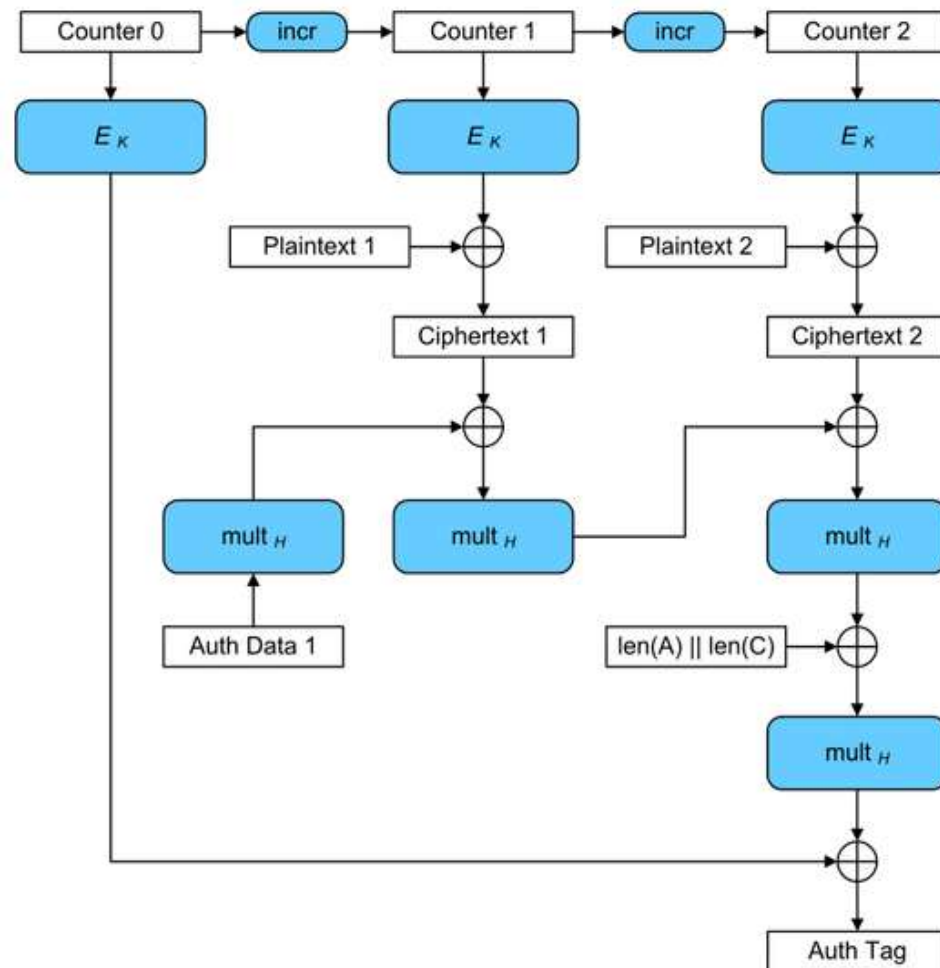 Counter 0
incr
Counter 1
incr
Counter 2
E K
E K
E K
Plaintext 1
Plaintext 2
Ciphertext 1
Ciphertext 2
mult H
mult H
mult H
Auth Data 1
len(A) || len(C)
mult H
Auth Tag